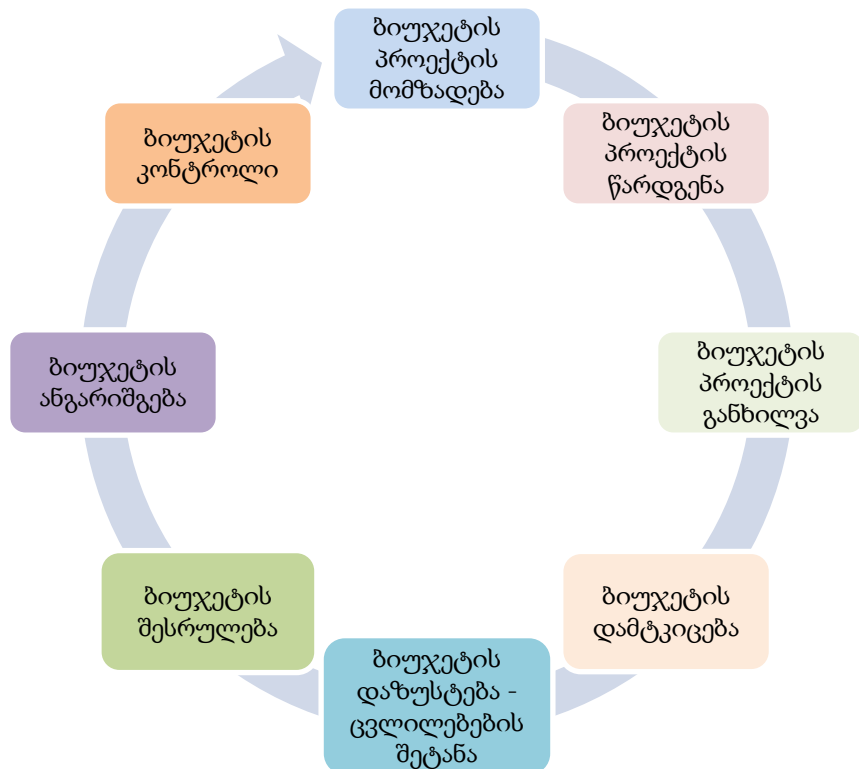 ბიუჯეტის
პროექტის
მომზადება
ბიუჯეტის
პროექტის
წარდგენა
ბიუჯეტის
პროექტის
განხილვა
ბიუჯეტის
დამტკიცება
ბიუჯეტის
დაზუსტება -
ცვლილებების
შეტანა
ბიუჯეტის
შესრულება
ბიუჯეტის
ანგარიშგება
ბიუჯეტის
კონტროლი